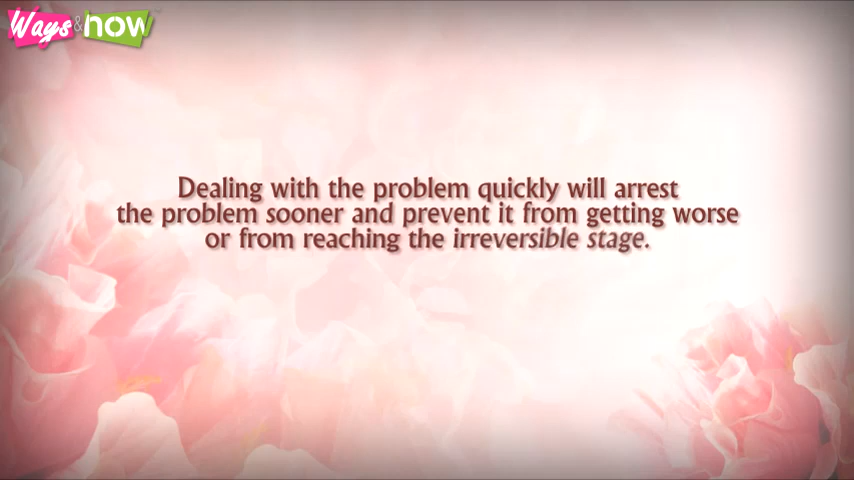 Ways & now
Dealing with the problem quickly will arrest
the problem sooner and prevent it from getting worse
or from reaching the irreversible stage.